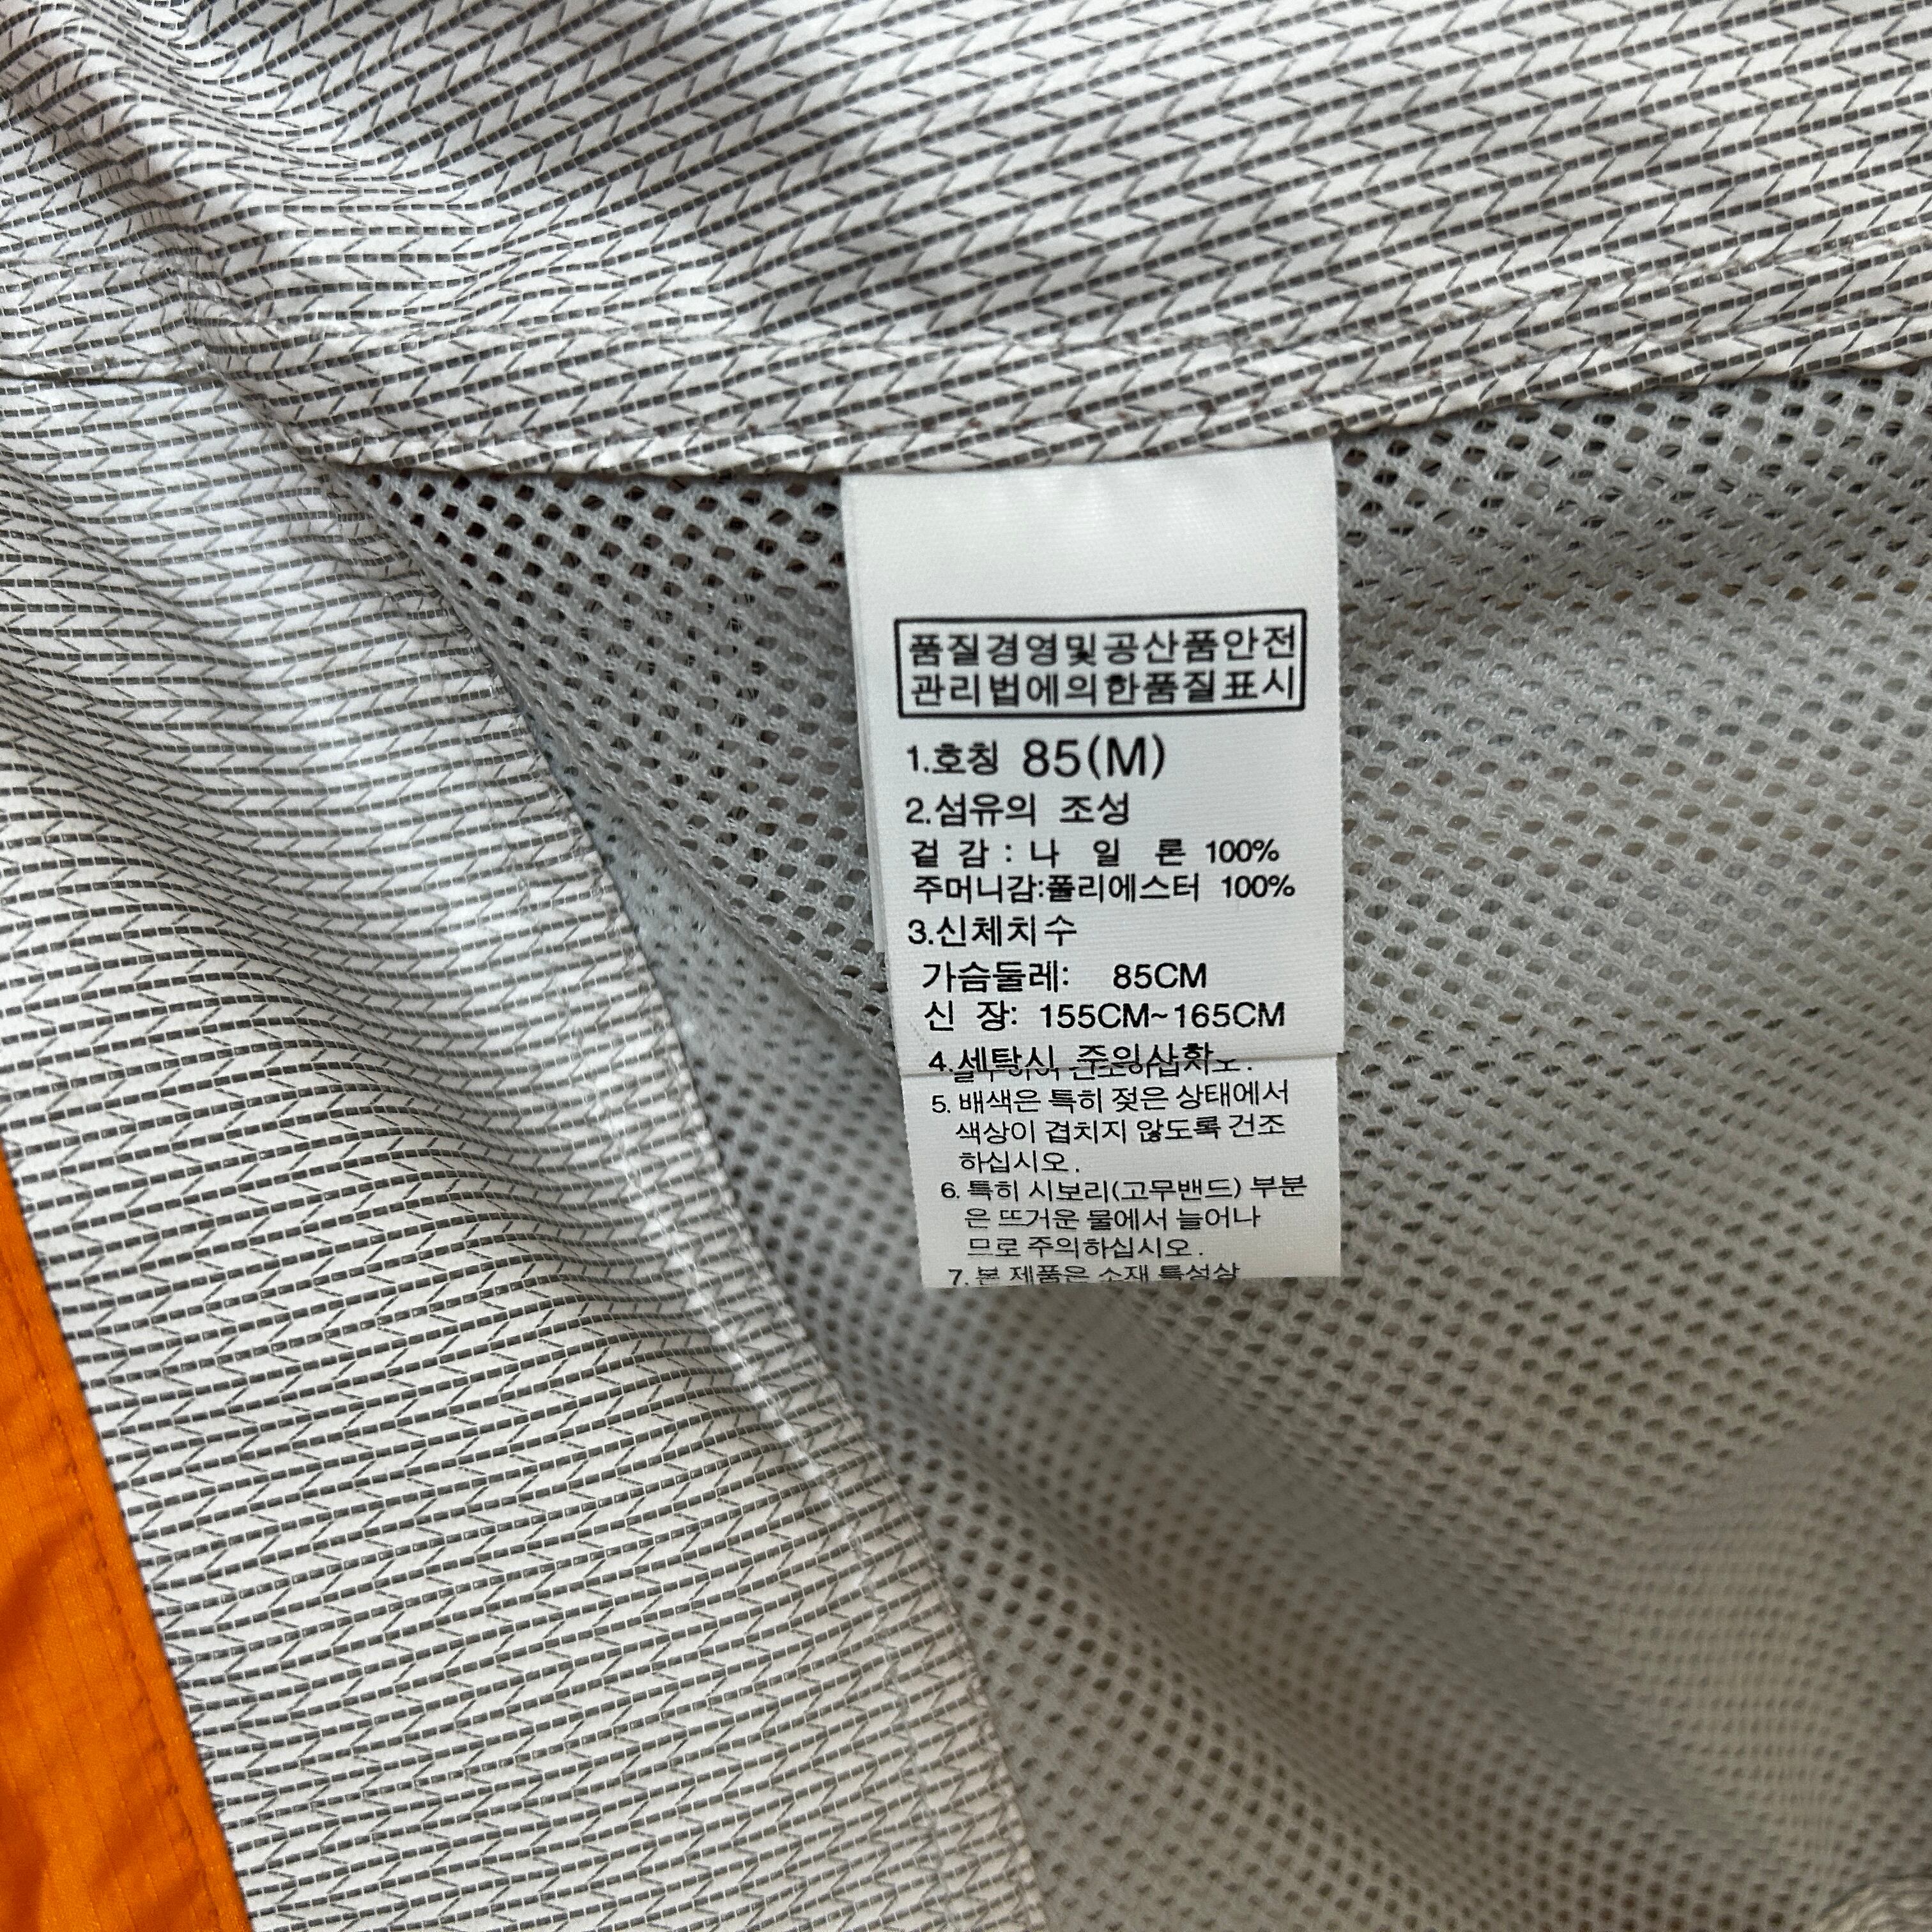 품질경영및공산품안전
관리법에의한품질표시
1.호칭 85(M)
2.섬유의 조성
겉 감 : 나 일 론 100%
주머니감:폴리에스터 100%
3.신체치수
가슴둘레: 85CM
신 장: 155CM~165CM
4.세탁시 주의사항
5. 배색은 특히 젖은 상태에서
색상이 겹치지 않도록 건조
하십시오.
6. 특히 시보리(고무밴드) 부분
은 뜨거운 물에서 늘어나
므로 주의하십시오.
7. 본 제품은 소재 특성상